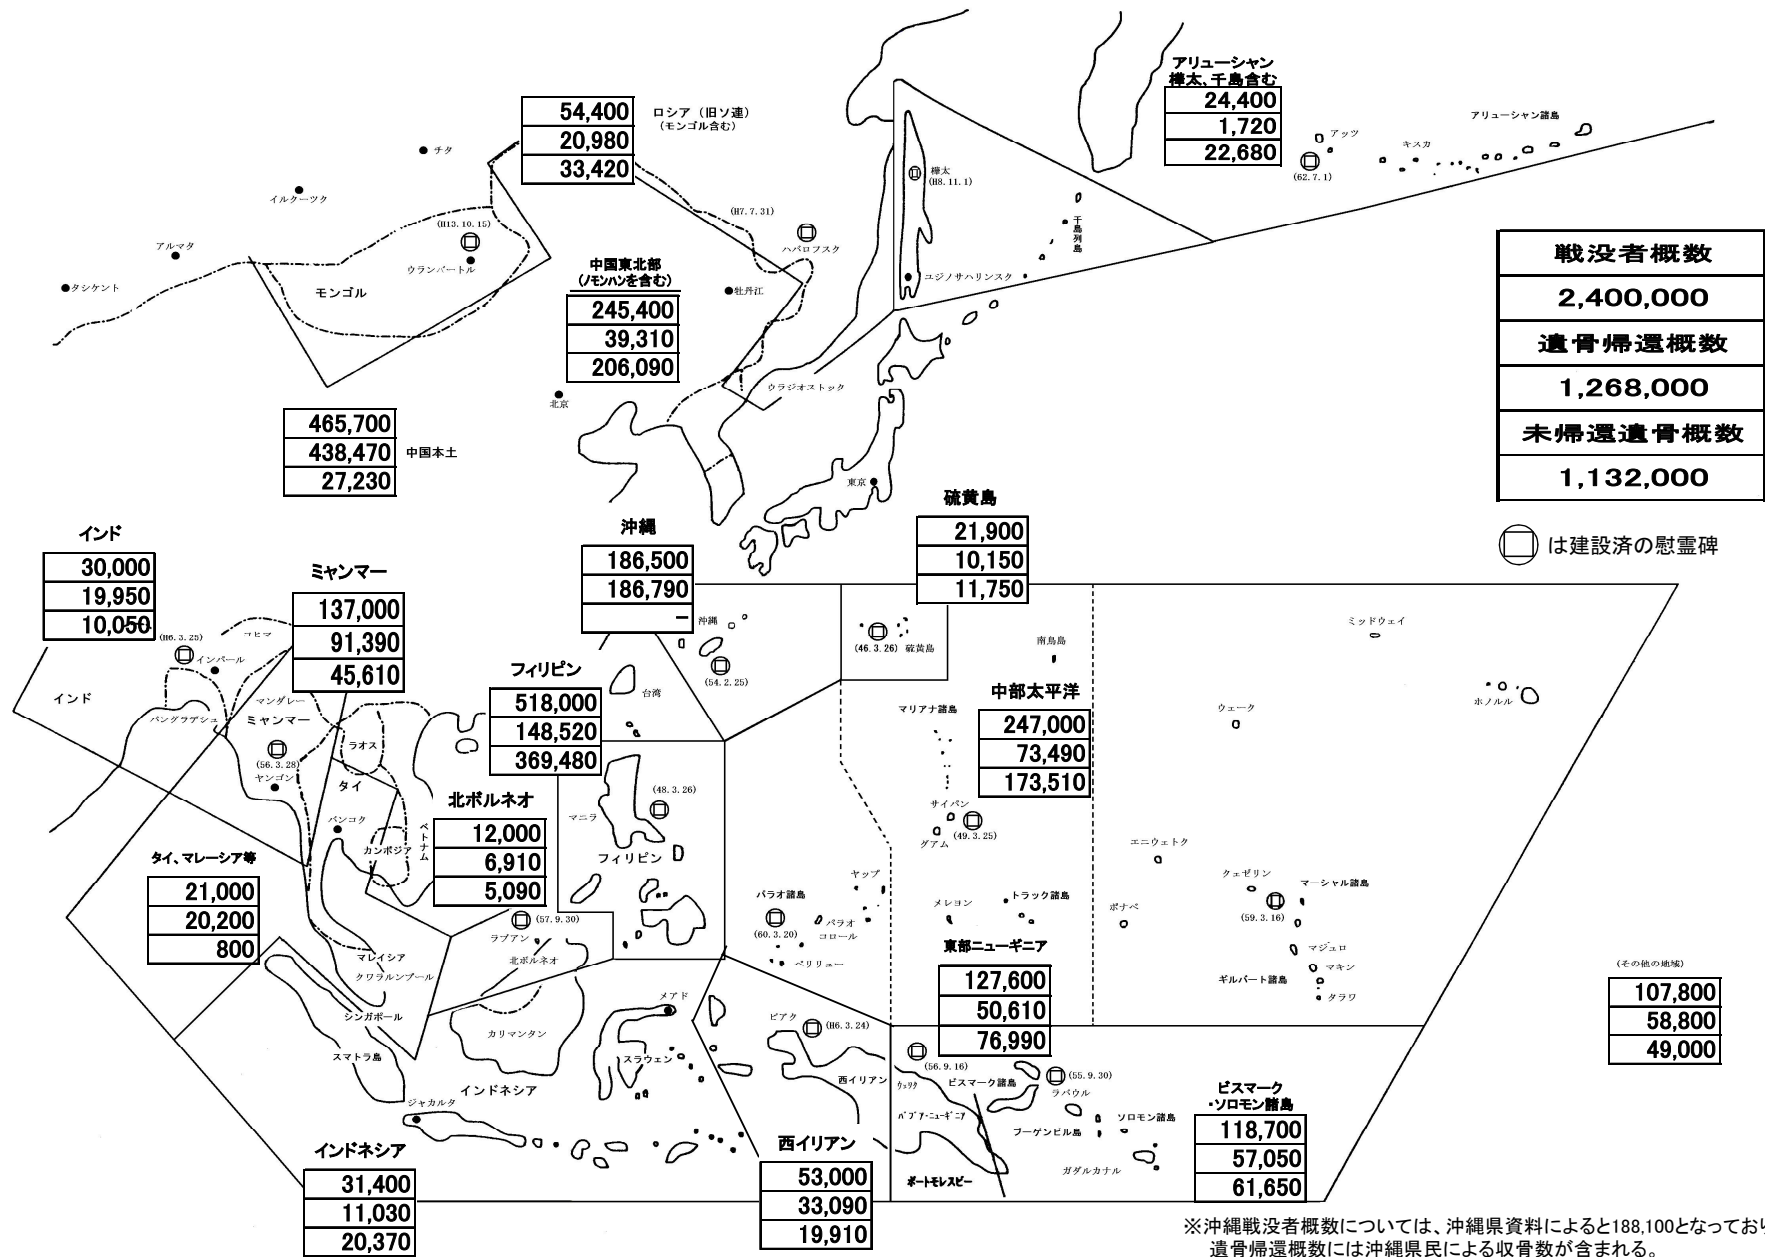 アリューシャン
樺太、千島含む
24,400
1,720
22,680
アリューシャン諸島
アッツ
キスカ
(62.7.1)
54,400
20,980
33,420
ロシア（旧ソ連）
（モンゴル含む）
チタ
イルクーツク
アルマタ
タシケント
(H13.10.15)
ウランバートル
モンゴル
(H7.7.31)
ハバロフスク
樺太
(H8.11.1)
千島列島
ユジノサハリンスク
中国東北部
（ノモンハンを含む）
245,400
39,310
206,090
牡丹江
ウラジオストック
北京
465,700
438,470
27,230
中国本土
東京
戦没者概数
2,400,000
遺骨帰還概数
1,268,000
未帰還遺骨概数
1,132,000
は建設済の慰霊碑
インド
30,000
19,950
10,050
(H6.3.25)
コヒマ
インパール
インド
バングラデシュ
ミャンマー
137,000
91,390
45,610
マンダレー
ミャンマー
(56.3.28)
ヤンゴン
ラオス
タイ
バンコク
カンボジア
ベトナム
沖縄
186,500
186,790
－
沖縄
(54.2.25)
台湾
硫黄島
21,900
10,150
11,750
(46.3.26)
硫黄島
南鳥島
ミッドウェイ
ホノルル
ウェーク
フィリピン
518,000
148,520
369,480
(48.3.26)
マニラ
フィリピン
中部太平洋
247,000
73,490
173,510
マリアナ諸島
サイパン
(49.3.25)
グアム
エニウェトク
クェゼリン
マーシャル諸島
(59.3.16)
ポナペ
マジュロ
マキン
ギルバート諸島
タラワ
ヤップ
パラオ諸島
(60.3.20)
パラオ
コロール
ペリリュー
メレヨン
トラック諸島
北ボルネオ
12,000
6,910
5,090
(57.9.30)
ラブアン
北ボルネオ
タイ、マレーシア等
21,000
20,200
800
マレイシア
クワラルンプール
シンガポール
スマトラ島
カリマンタン
メアド
スラウェシ
インドネシア
ジャカルタ
インドネシア
31,400
11,030
20,370
ビアク
(H6.3.24)
西イリアン
西イリアン
53,000
33,090
19,910
東部ニューギニア
127,600
50,610
76,990
(56.9.16)
ウェワク
パプア・ニューギニア
ポートモレスビー
ビスマーク諸島
(55.9.30)
ラバウル
ソロモン諸島
ブーゲンビル島
ガダルカナル
ビスマーク
・ソロモン諸島
118,700
57,050
61,650
（その他の地域）
107,800
58,800
49,000
※沖縄戦没者概数については、沖縄県資料によると188,100となっており
遺骨帰還概数には沖縄県民による収骨数が含まれる。